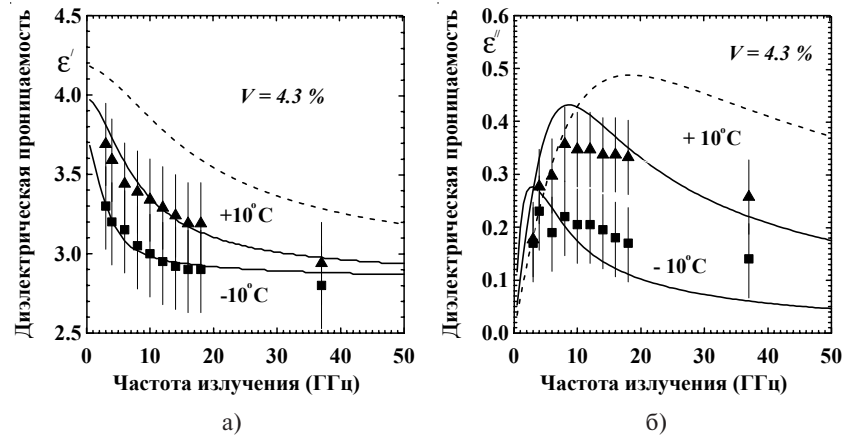 Диэлектрическая проницаемость
4.5
4.0
3.5
3.0
2.5
ε′
V = 4.3 %
+10°C
-10°C
0 10 20 30 40 50
Частота излучения (ГГц)
а)
Диэлектрическая проницаемость
0.6
0.5
0.4
0.3
0.2
0.1
0.0
ε″
V = 4.3 %
+ 10°C
- 10°C
0 10 20 30 40 50
Частота излучения (ГГц)
б)